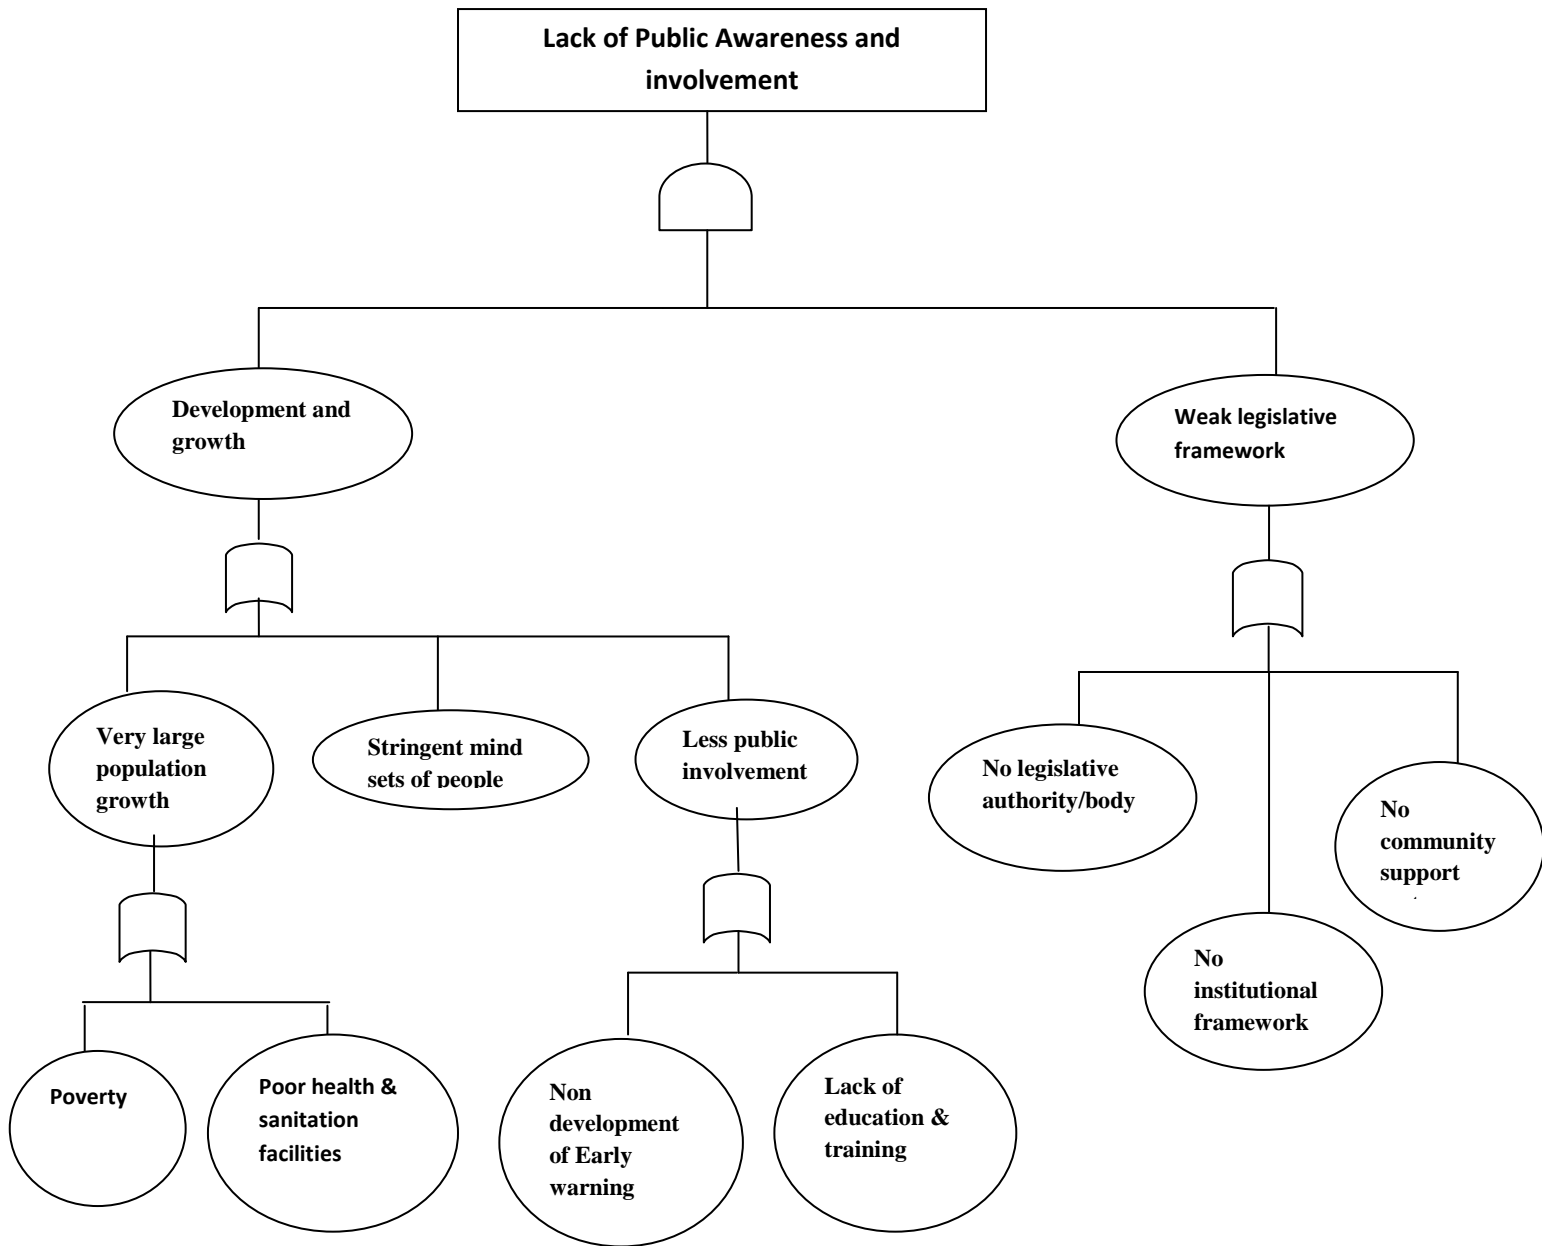 Lack of Public Awareness and
involvement
Development and
growth
Weak legislative
framework
Very large
population
growth
Stringent mind
sets of people
Less public
involvement
No legislative
authority/body
No
community
support
No
institutional
framework
Poverty
Poor health &
sanitation
facilities
Non
development
of Early
warning
Lack of
education &
training